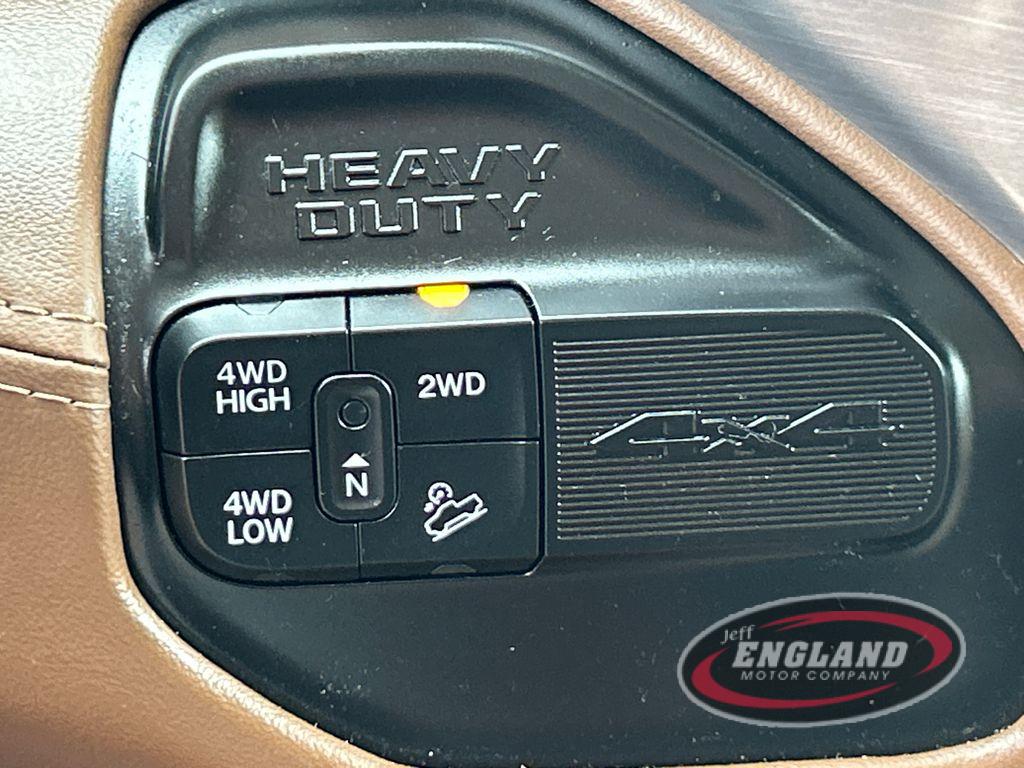 HEAVY
DUTY
4WD
HIGH
2WD
N
4WD
LOW
4x4
Jeff
ENGLAND
MOTOR COMPANY